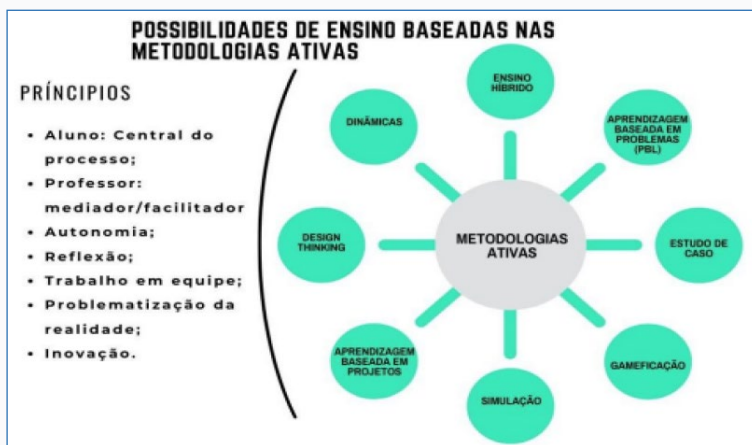 POSSIBILIDADES DE ENSINO BASEADAS NAS
METODOLOGIAS ATIVAS
PRÍNCIPIOS
• Aluno: Central do
processo;
• Professor:
mediador/facilitador
• Autonomia;
• Reflexão;
• Trabalho em equipe;
• Problematização da
realidade;
• Inovação.
METODOLOGIAS
ATIVAS
ENSINO
HÍBRIDO
APRENDIZAGEM
BASEADA EM
PROBLEMAS
(PBL)
ESTUDO DE
CASO
GAMEFICAÇÃO
SIMULAÇÃO
APRENDIZAGEM
BASEADA EM
PROJETOS
DESIGN
THINKING
DINÂMICAS